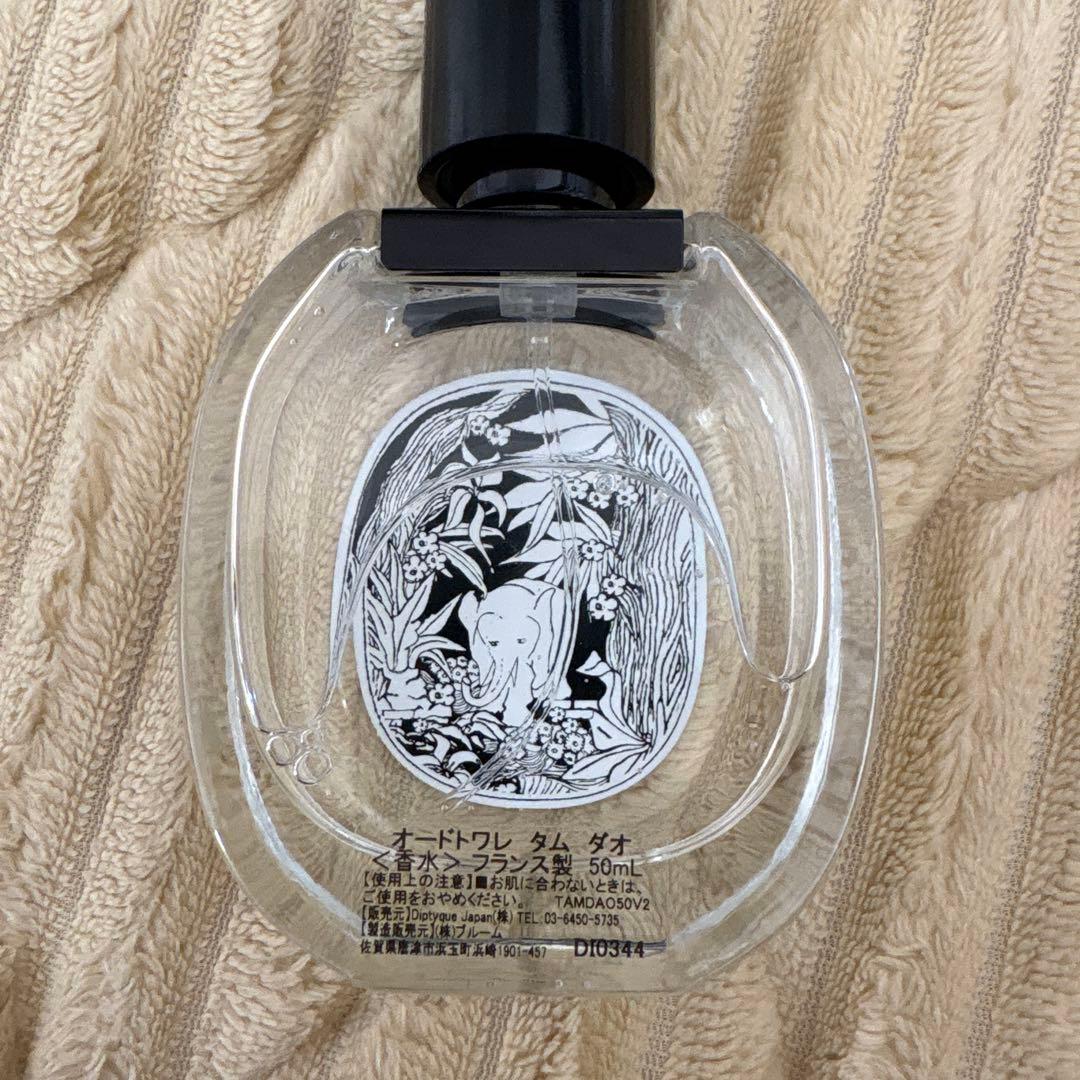 オードトワレ タム ダオ
＜香水＞ フランス製 50mL
【使用上の注意】■お肌に合わないときは、
ご使用をおやめください。 TAMDAO50V2
【販売元】Diptyque Japan(株) TEL:03-6450-5735
【製造販売元】(株)ブルーム
佐賀県唐津市浜玉町浜崎1901-457 DI0344